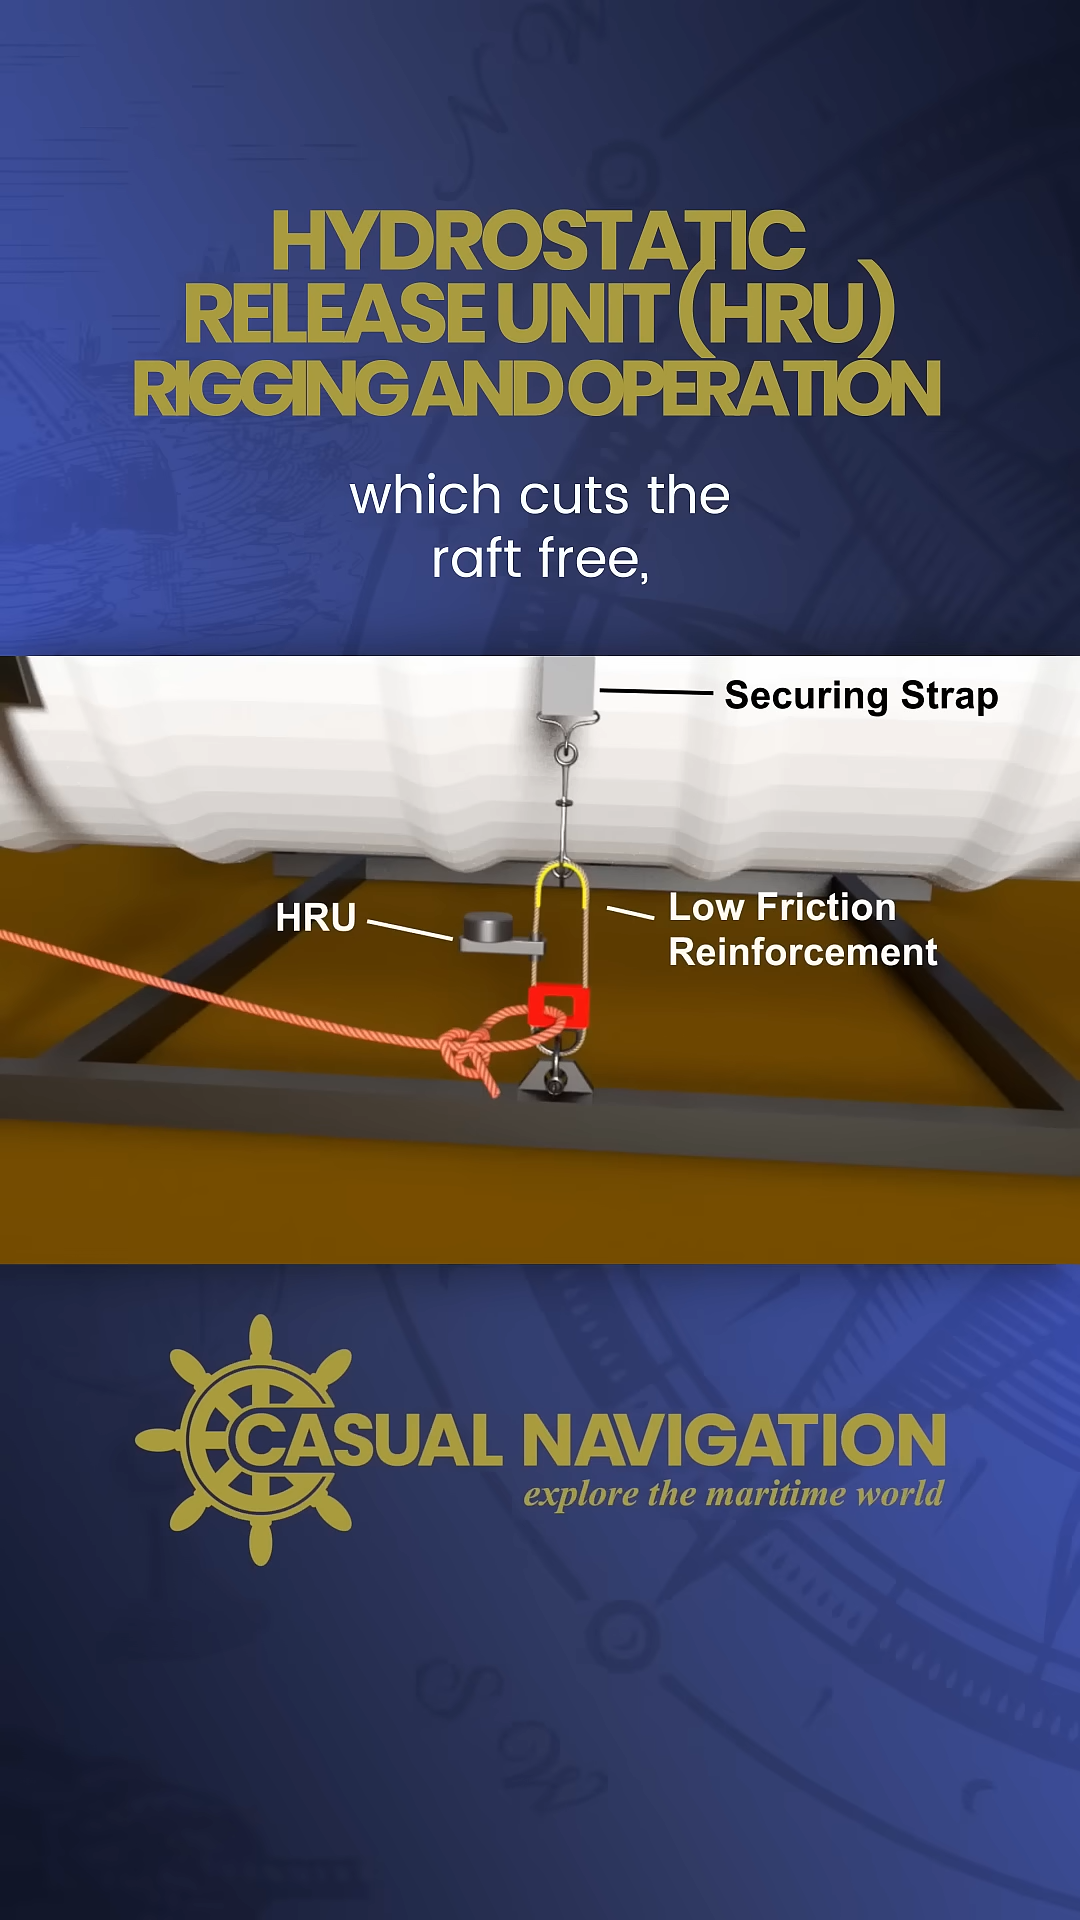 N W
HYDROSTATIC
RELEASE UNIT (HRU)
RIGGING AND OPERATION
which cuts the
raft free,
Securing Strap
HRU
Low Friction
Reinforcement
CASUAL NAVIGATION
explore the maritime world
S W